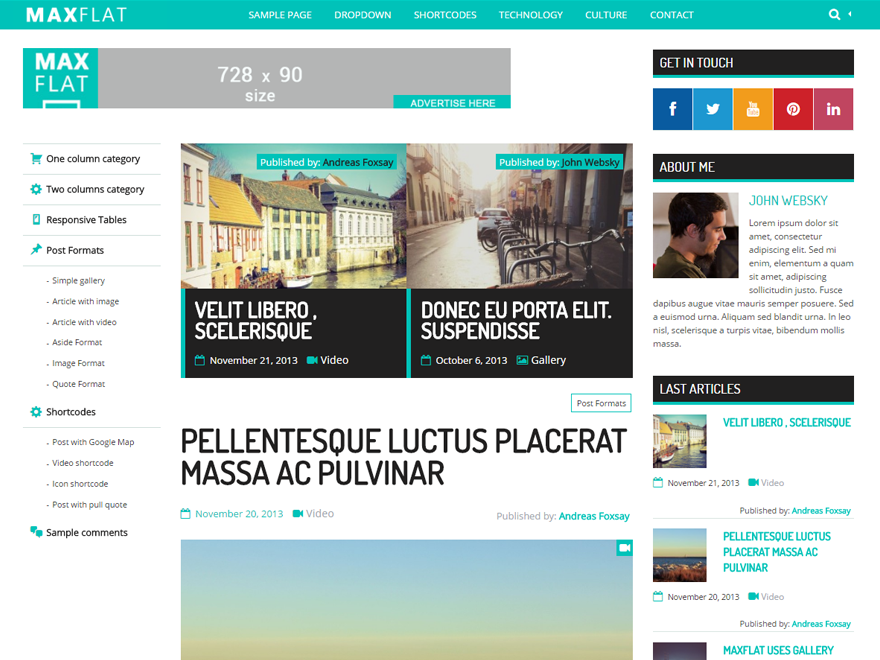 MAXFLAT
SAMPLE PAGE DROPDOWN SHORTCODES TECHNOLOGY CULTURE CONTACT
MAX
FLAT
728 x 90
size
ADVERTISE HERE
One column category
Two columns category
Responsive Tables
Post Formats
- Simple gallery
- Article with image
- Article with video
- Aside Format
- Image Format
- Quote Format
Shortcodes
- Post with Google Map
- Video shortcode
- Icon shortcode
- Post with pull quote
Sample comments
Published by: Andreas Foxsay
VELIT LIBERO ,
SCELERISQUE
November 21, 2013 Video
Published by: John Websky
DONEC EU PORTA ELIT.
SUSPENDISSE
October 6, 2013 Gallery
Post Formats
PELLENTESQUE LUCTUS PLACERAT
MASSA AC PULVINAR
November 20, 2013 Video
Published by: Andreas Foxsay
GET IN TOUCH
f
You
Tube
in
ABOUT ME
JOHN WEBSKY
Lorem ipsum dolor sit
amet, consectetur
adipiscing elit. Sed mi
enim, elementum a quam
sit amet, adipiscing
sollicitudin justo. Fusce
dapibus augue vitae mauris semper posuere. Sed
a euismod urna. Aliquam sed blandit urna. In leo
nisl, scelerisque a turpis vitae, bibendum mollis
massa.
LAST ARTICLES
VELIT LIBERO , SCELERISQUE
November 21, 2013 Video
Published by: Andreas Foxsay
PELLENTESQUE LUCTUS
PLACERAT MASSA AC
PULVINAR
November 20, 2013 Video
Published by: Andreas Foxsay
MAXFLAT USES GALLERY